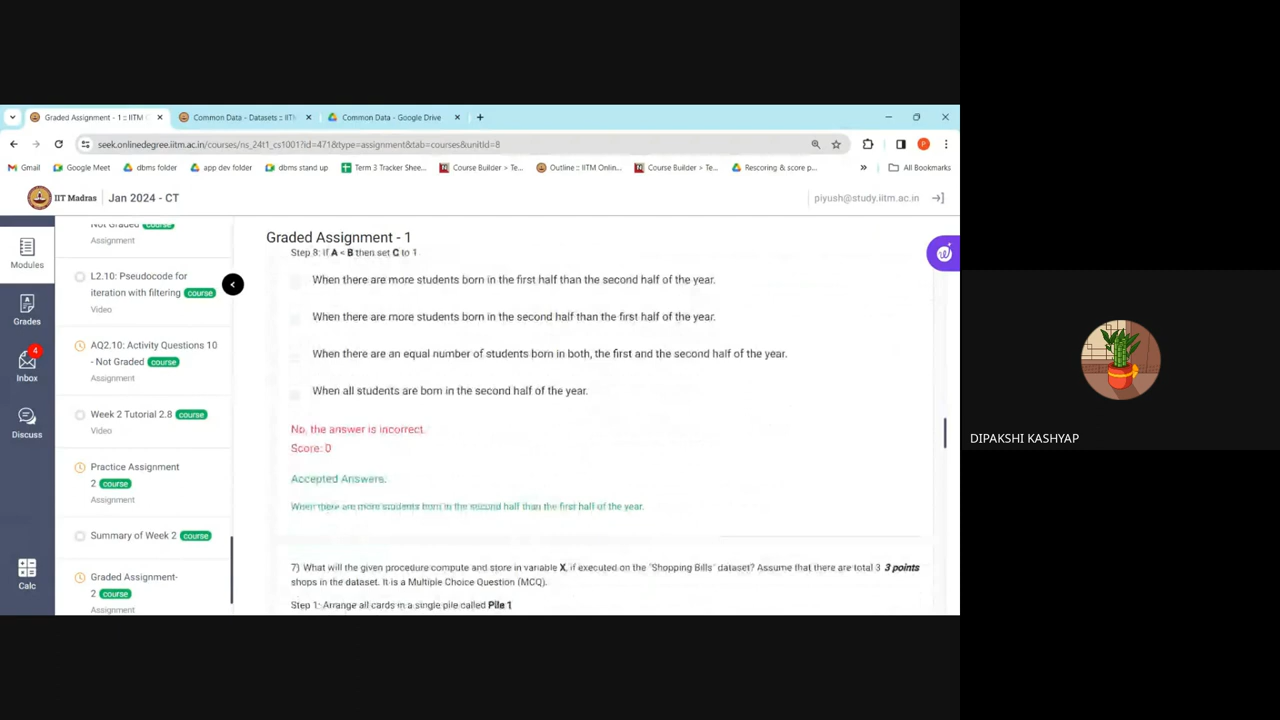 Graded Assignment - 1 :: IITM C
Common Data - Datasets :: IITM
Common Data - Google Drive
seek.onlinedegree.iitm.ac.in/courses/ns_24t1_cs1001?id=471&type=assignment&tab=courses&unitId=8
P
Gmail
Google Meet
dbms folder
app dev folder
dbms stand up
Term 3 Tracker Shee...
Course Builder > Te...
Outline :: IITM Onlin...
Course Builder > Te...
Rescoring & score p...
»
All Bookmarks
IIT Madras
Jan 2024 - CT
piyush@study.iitm.ac.in
Modules
Grades
4
Inbox
Discuss
Calc
Not Graded course
Assignment
L2.10: Pseudocode for
iteration with filtering course
Video
AQ2.10: Activity Questions 10
- Not Graded course
Assignment
Week 2 Tutorial 2.8 course
Video
Practice Assignment
2 course
Assignment
Summary of Week 2 course
Graded Assignment-
2 course
Assignment
Graded Assignment - 1
Step 8: If A < B then set C to 1
When there are more students born in the first half than the second half of the year.
When there are more students born in the second half than the first half of the year.
When there are an equal number of students born in both, the first and the second half of the year.
When all students are born in the second half of the year.
No, the answer is incorrect.
Score: 0
Accepted Answers:
When there are more students born in the second half than the first half of the year.
7) What will the given procedure compute and store in variable X, if executed on the "Shopping Bills" dataset? Assume that there are total 3 3 points
shops in the dataset. It is a Multiple Choice Question (MCQ).
Step 1: Arrange all cards in a single pile called Pile 1
DIPAKSHI KASHYAP